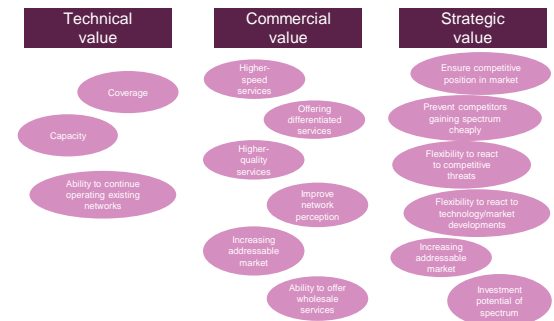 Technical
value
Coverage
Capacity
Ability to continue
operating existing
networks
Commercial
value
Higher-
speed
services
Offering
differentiated
services
Higher-
quality
services
Improve
network
perception
Increasing
addressable
market
Ability to offer
wholesale
services
Strategic
value
Ensure competitive
position in market
Prevent competitors
gaining spectrum
cheaply
Flexibility to react
to competitive
threats
Flexibility to react to
technology/market
developments
Increasing
addressable
market
Investment
potential of
spectrum